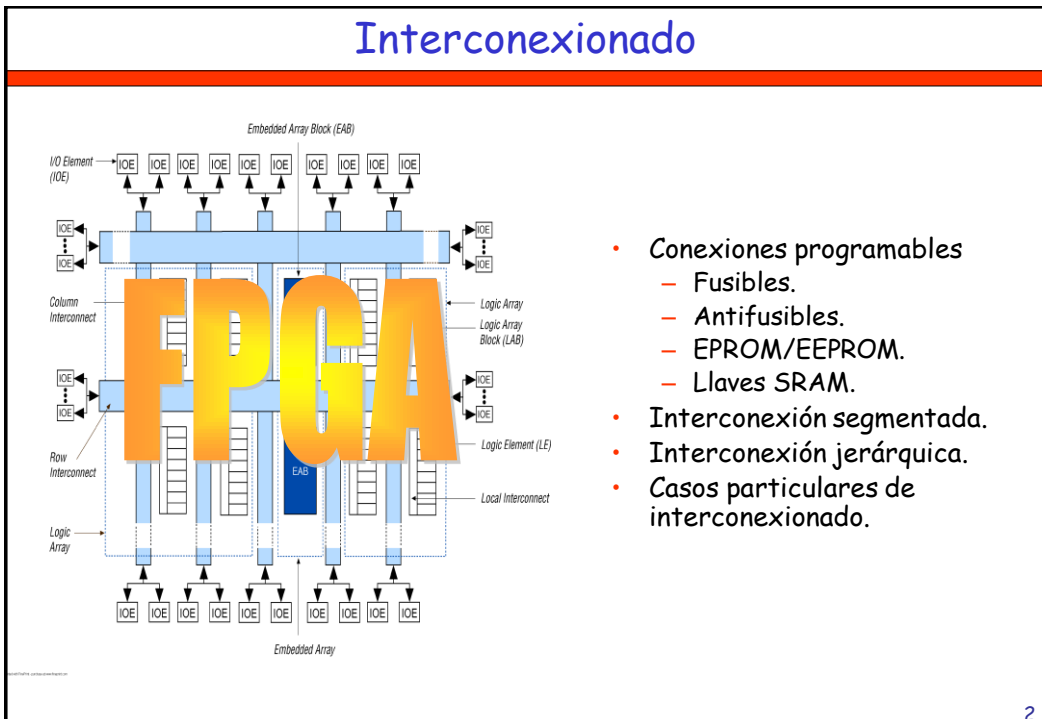 Interconexionado
Embedded Array Block (EAB)
I/O Element
(IOE)
IOE IOE IOE IOE IOE IOE IOE IOE IOE IOE
IOE
IOE
IOE
IOE
Column
Interconnect
Logic Array
Logic Array
Block (LAB)
FPGA
IOE
IOE
IOE
IOE
Logic Element (LE)
Row
Interconnect
EAB
Local Interconnect
Logic
Array
IOE IOE IOE IOE IOE IOE IOE IOE IOE IOE
Embedded Array
• Conexiones programables
– Fusibles.
– Antifusibles.
– EPROM/EEPROM.
– Llaves SRAM.
• Interconexión segmentada.
• Interconexión jerárquica.
• Casos particulares de
interconexionado.
2